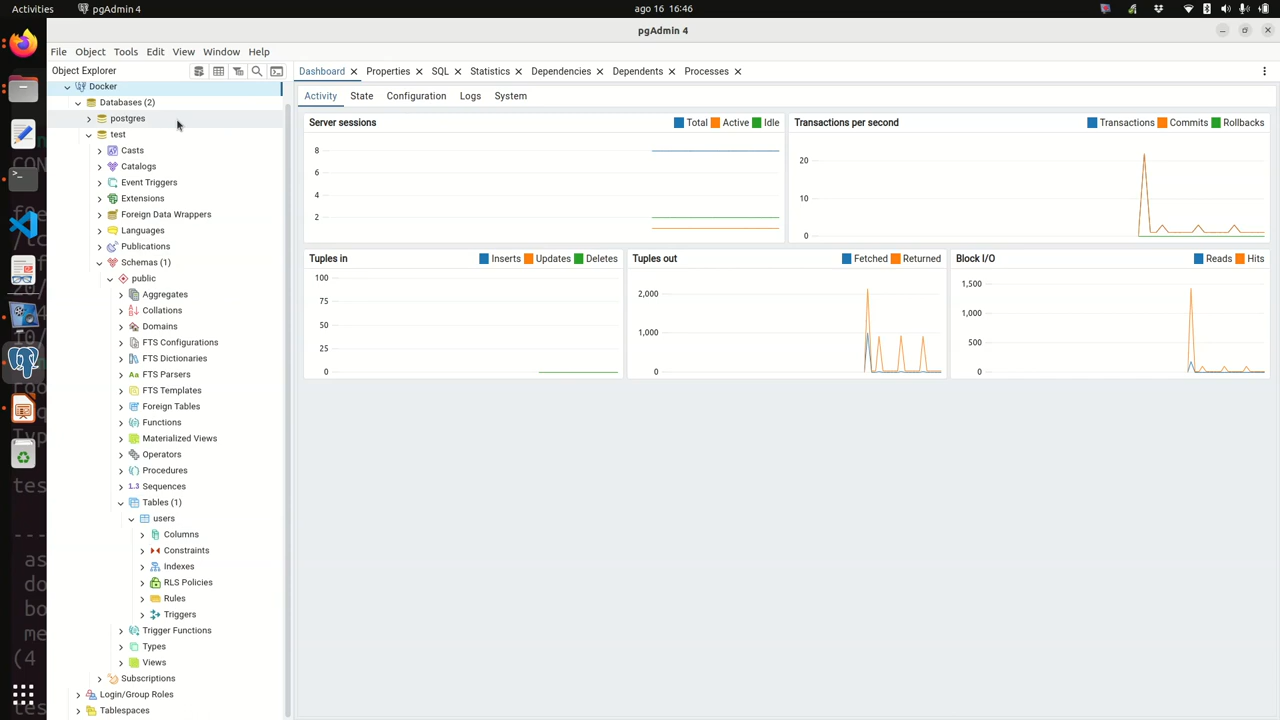 Activities pgAdmin 4 ago 16 16:46
pgAdmin 4
File Object Tools Edit View Window Help
Object Explorer
Docker
Databases (2)
postgres
test
Casts
Catalogs
Event Triggers
Extensions
Foreign Data Wrappers
Languages
Publications
Schemas (1)
public
Aggregates
Collations
Domains
FTS Configurations
FTS Dictionaries
FTS Parsers
FTS Templates
Foreign Tables
Functions
Materialized Views
Operators
Procedures
Sequences
Tables (1)
users
Columns
Constraints
Indexes
RLS Policies
Rules
Triggers
Trigger Functions
Types
Views
Subscriptions
Login/Group Roles
Tablespaces
Dashboard Properties SQL Statistics Dependencies Dependents Processes
Activity State Configuration Logs System
Server sessions Total Active Idle
8
6
4
2
Transactions per second Transactions Commits Rollbacks
20
10
0
Tuples in Inserts Updates Deletes
100
75
50
25
0
Tuples out Fetched Returned
2,000
1,000
0
Block I/O Reads Hits
1,500
1,000
500
0